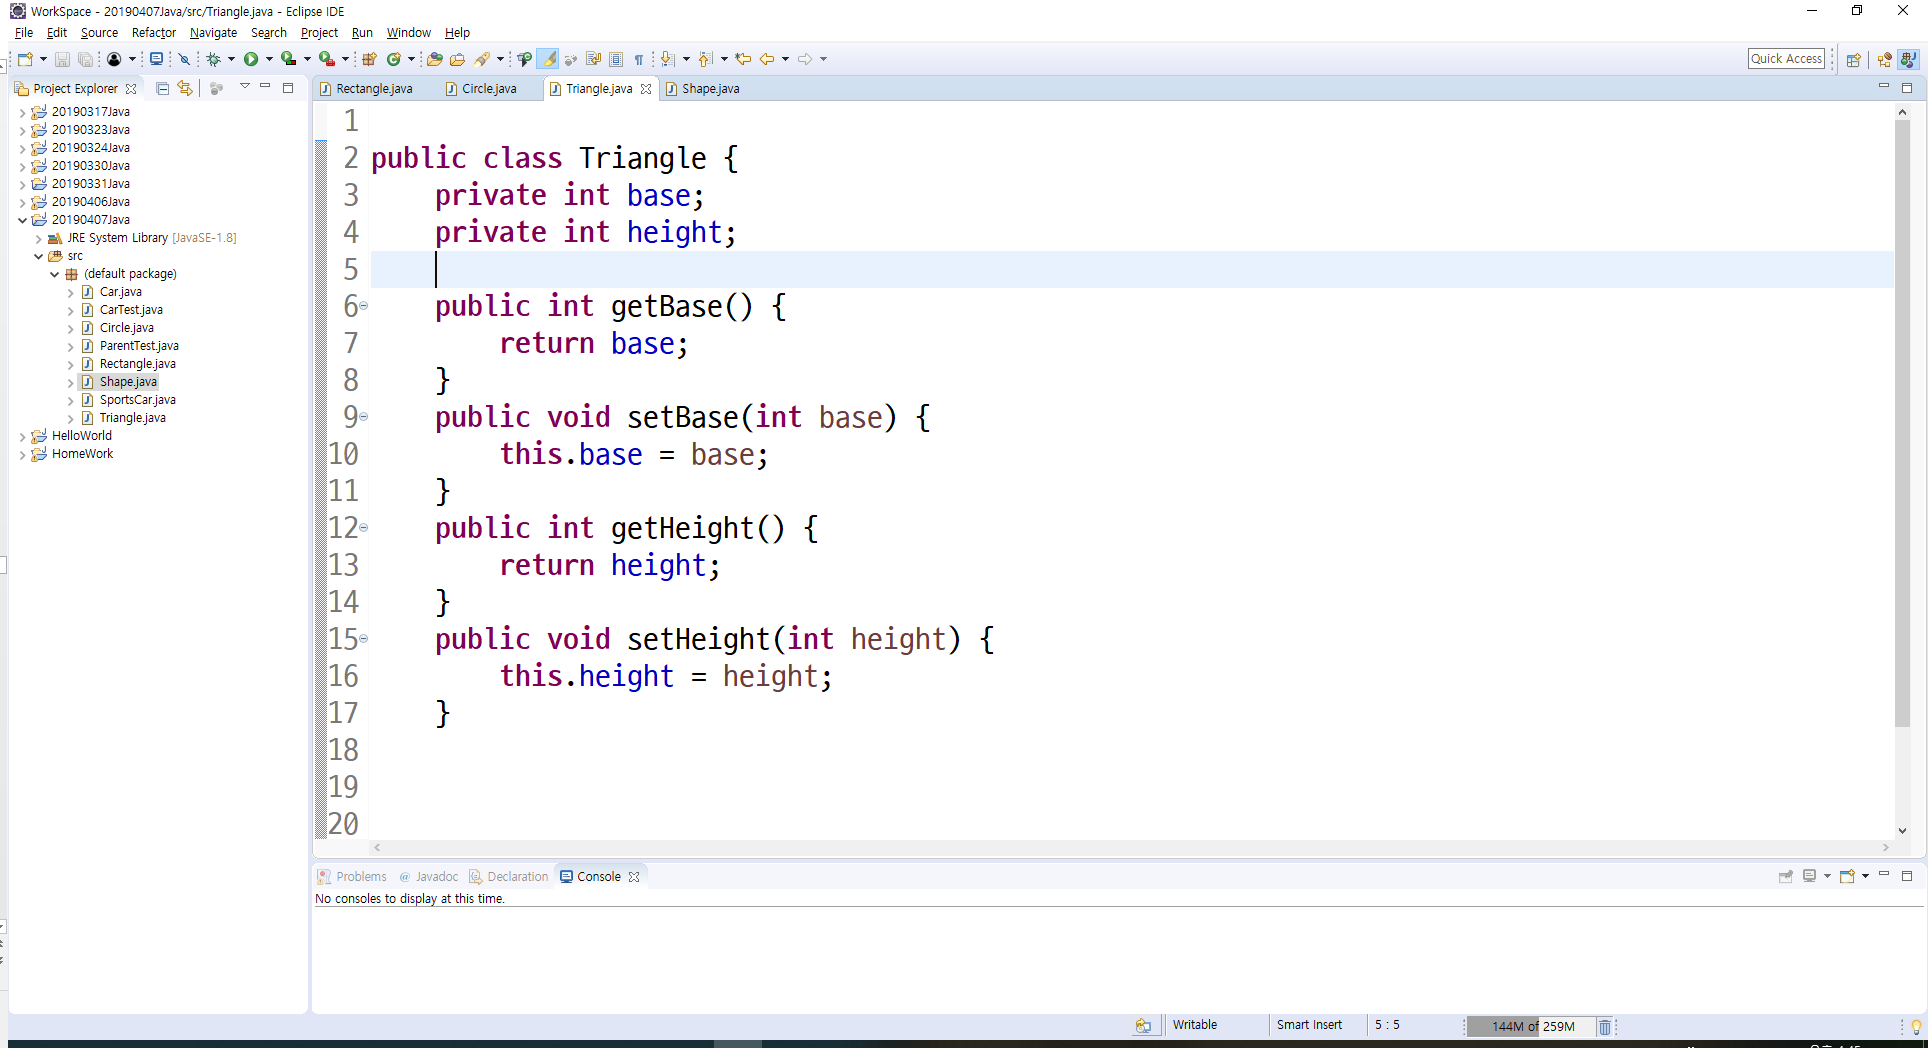 WorkSpace - 20190407Java/src/Triangle.java - Eclipse IDE
File Edit Source Refactor Navigate Search Project Run Window Help
Quick Access
Project Explorer
20190317Java
20190323Java
20190324Java
20190330Java
20190331Java
20190406Java
20190407Java
JRE System Library [JavaSE-1.8]
src
(default package)
Car.java
CarTest.java
Circle.java
ParentTest.java
Rectangle.java
Shape.java
SportsCar.java
Triangle.java
HelloWorld
HomeWork
Rectangle.java Circle.java Triangle.java Shape.java
1
2 public class Triangle {
3 private int base;
4 private int height;
5
6 public int getBase() {
7 return base;
8 }
9 public void setBase(int base) {
10 this.base = base;
11 }
12 public int getHeight() {
13 return height;
14 }
15 public void setHeight(int height) {
16 this.height = height;
17 }
18
19
20
Problems @ Javadoc Declaration Console
No consoles to display at this time.
Writable Smart Insert 5 : 5 144M of 259M